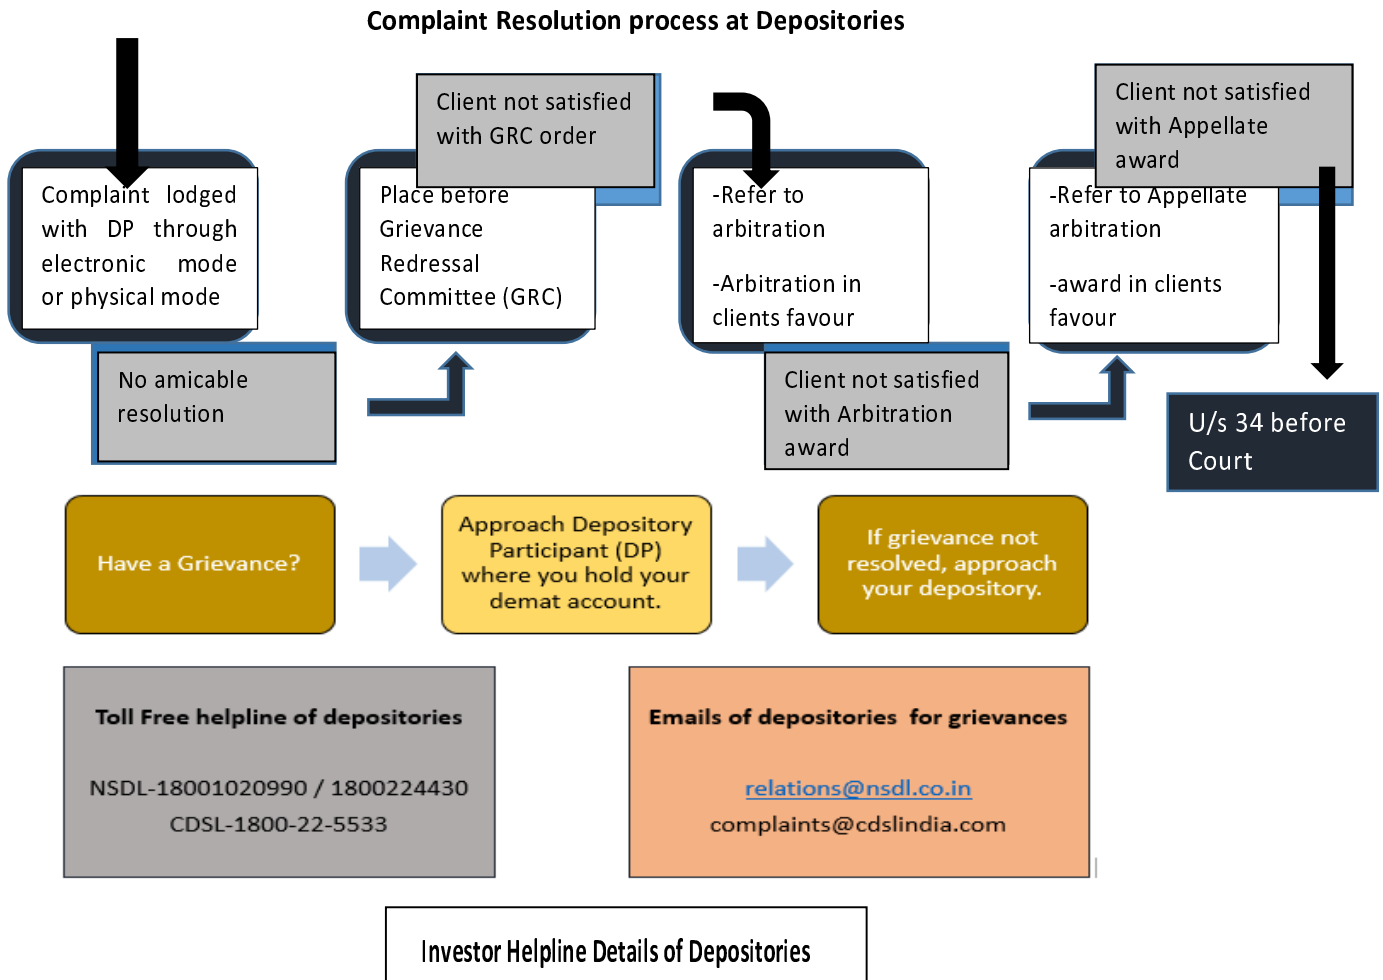 Complaint Resolution process at Depositories
Complaint lodged
with DP through
electronic mode
or physical mode
No amicable
resolution
Client not satisfied
with GRC order
Place before
Grievance
Redressal
Committee (GRC)
-Refer to
arbitration
-Arbitration in
clients favour
Client not satisfied
with Arbitration
award
Client not satisfied
with Appellate
award
-Refer to Appellate
arbitration
-award in clients
favour
U/s 34 before
Court
Have a Grievance?
Approach Depository
Participant (DP)
where you hold your
demat account.
If grievance not
resolved, approach
your depository.
Toll Free helpline of depositories
NSDL-18001020990 / 1800224430
CDSL-1800-22-5533
Emails of depositories for grievances
relations@nsdl.co.in
complaints@cdslindia.com
Investor Helpline Details of Depositories